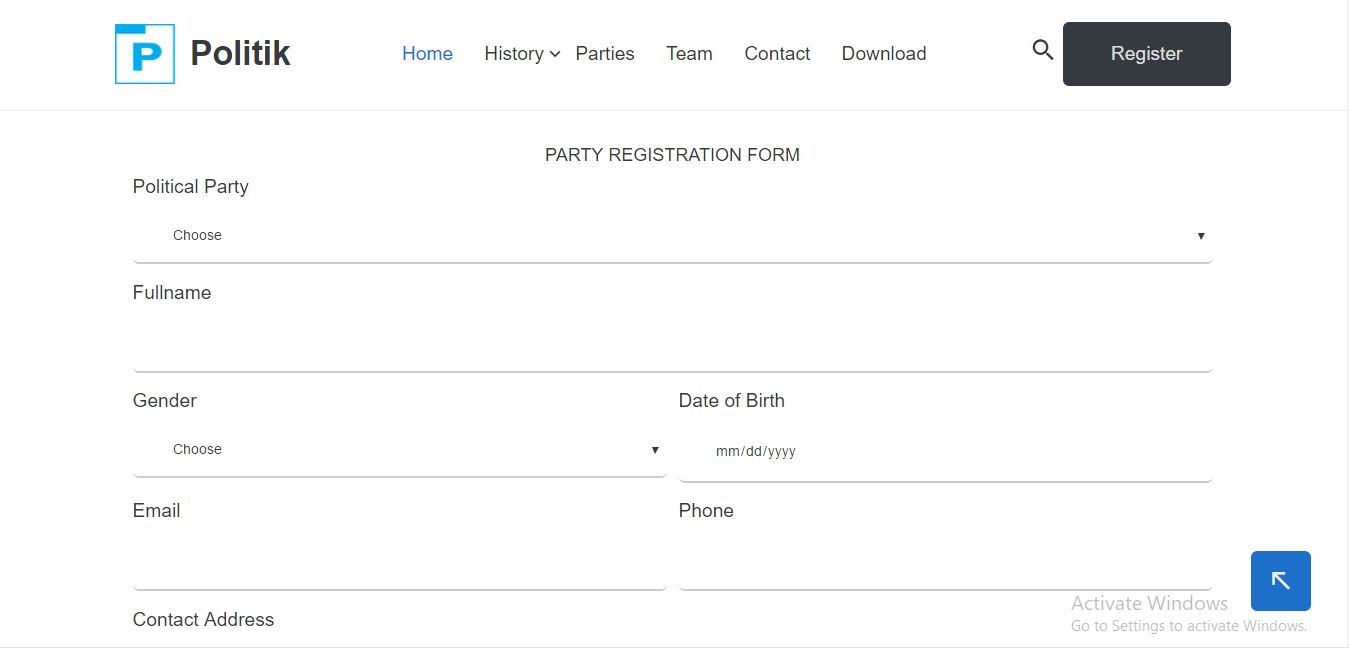 P Politik Home History Parties Team Contact Download Register
PARTY REGISTRATION FORM
Political Party
Choose
Fullname
Gender Date of Birth
Choose mm/dd/yyyy
Email Phone
Activate Windows
Go to Settings to activate Windows.
Contact Address